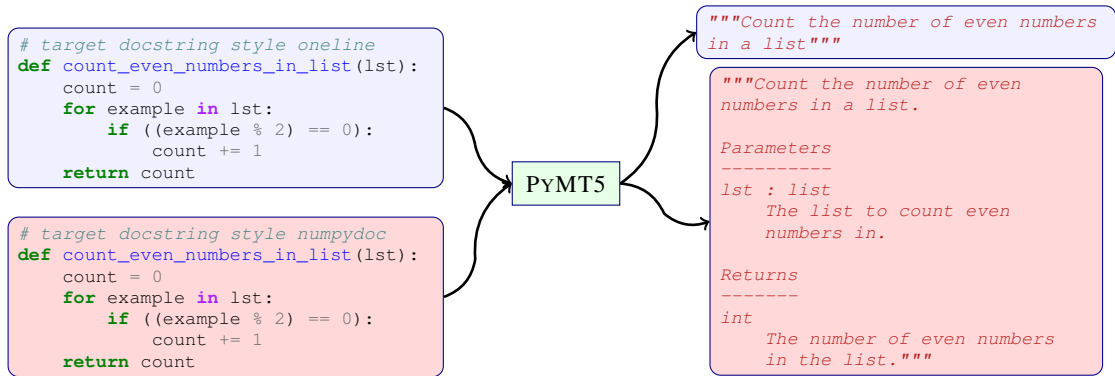 # target docstring style oneline
def count_even_numbers_in_list(lst):
    count = 0
    for example in lst:
        if ((example % 2) == 0):
            count += 1
    return count
# target docstring style numpydoc
def count_even_numbers_in_list(lst):
    count = 0
    for example in lst:
        if ((example % 2) == 0):
            count += 1
    return count
PYMT5
"""Count the number of even numbers
in a list"""
"""Count the number of even
numbers in a list.

Parameters
----------
lst : list
    The list to count even
    numbers in.

Returns
-------
int
    The number of even numbers
    in the list."""